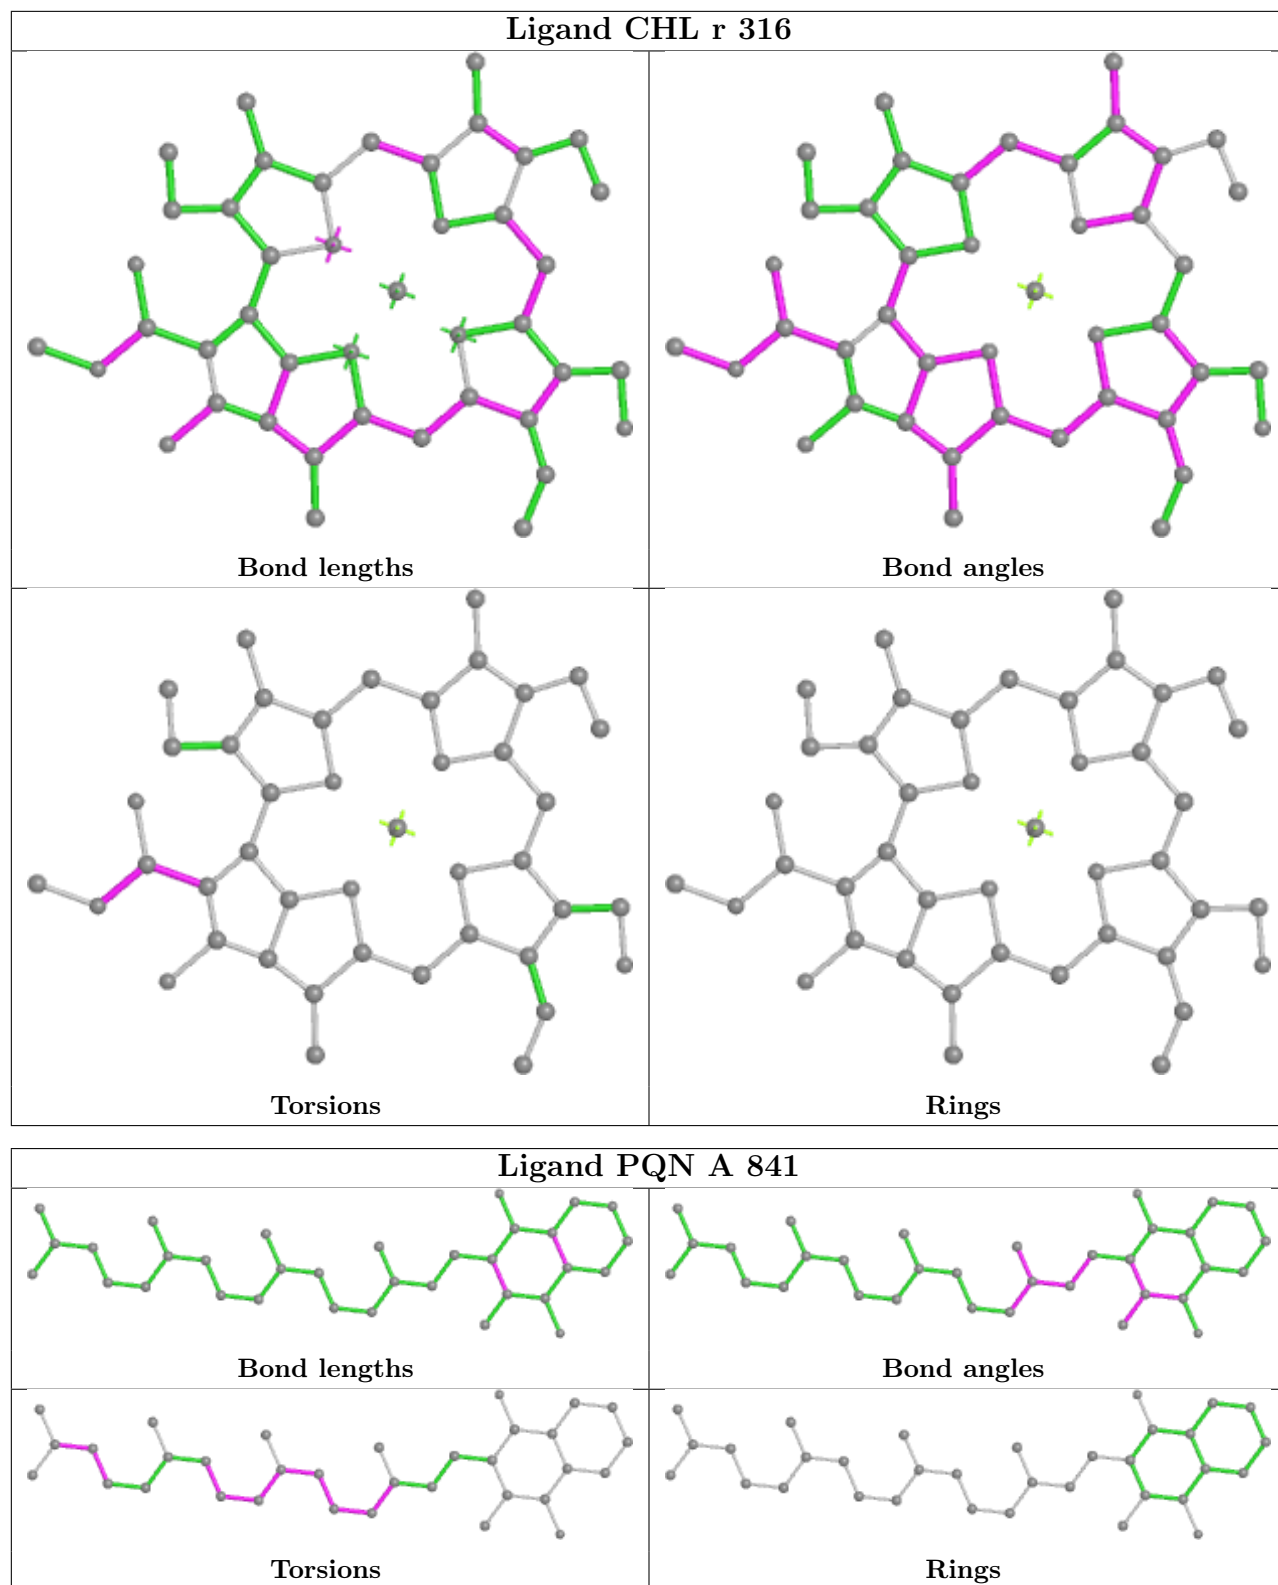 Ligand CHL r 316
Bond lengths
Bond angles
Torsions
Rings
Ligand PQN A 841
Bond lengths
Bond angles
Torsions
Rings